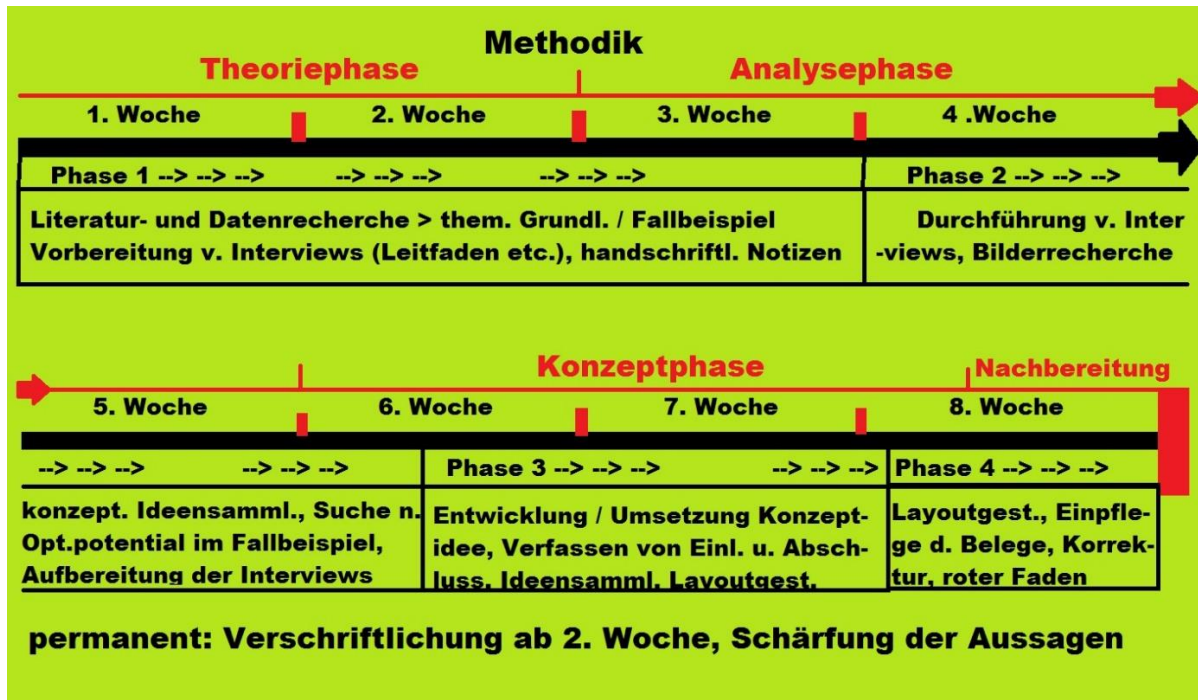 Methodik
Theoriephase Analysephase
1. Woche 2. Woche 3. Woche 4 .Woche
Phase 1 --> --> --> --> --> --> --> --> --> Phase 2 --> --> -->
Literatur- und Datenrecherche > them. Grundl. / Fallbeispiel
Vorbereitung v. Interviews (Leitfaden etc.), handschriftl. Notizen
Durchführung v. Inter
-views, Bilderrecherche
Konzeptphase Nachbereitung
5. Woche 6. Woche 7. Woche 8. Woche
--> --> --> --> --> --> Phase 3 --> --> --> --> --> --> Phase 4 --> --> -->
konzept. Ideensamml., Suche n.
Opt.potential im Fallbeispiel,
Aufbereitung der Interviews
Entwicklung / Umsetzung Konzept-
idee, Verfassen von Einl. u. Absch-
luss. Ideensamml. Layoutgest.
Layoutgest., Einpfle-
ge d. Belege, Korrek-
tur, roter Faden
permanent: Verschriftlichung ab 2. Woche, Schärfung der Aussagen